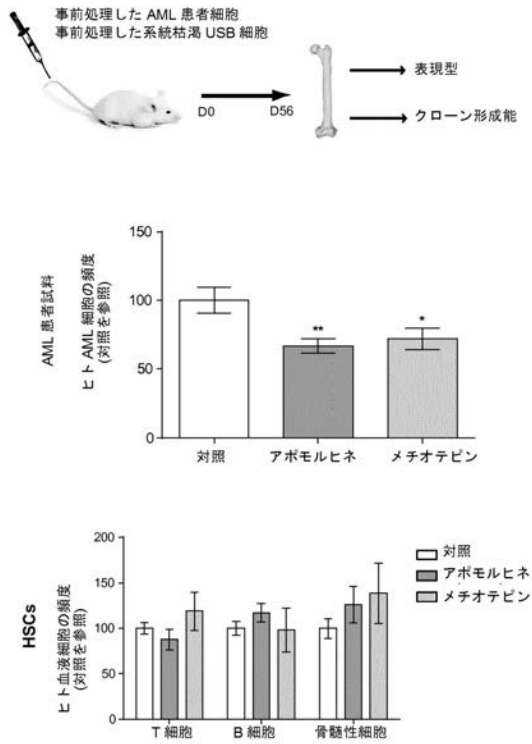 事前処理した AML 患者細胞
事前処理した系統枯渇 USB 細胞
D0
D56
表現型
クローン形成能
AML 患者試料
ヒト AML 細胞の頻度
(対照を参照)
150
100
50
0
**
*
対照
アポモルヒネ
メチオテピン
HSCs
ヒト血液細胞の頻度
(対照を参照)
200
150
100
50
0
T 細胞
B 細胞
骨髄性細胞
対照
アポモルヒネ
メチオテピン